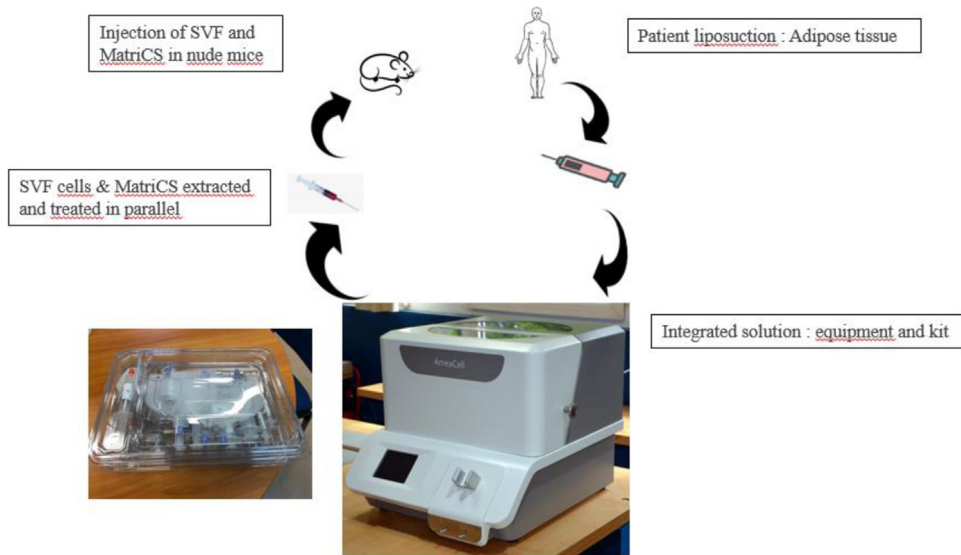 Injection of SVF and
MatriCS in nude mice
Patient liposuction : Adipose tissue
SVF cells & MatriCS extracted
and treated in parallel
Integrated solution : equipment and kit
AmeaCell